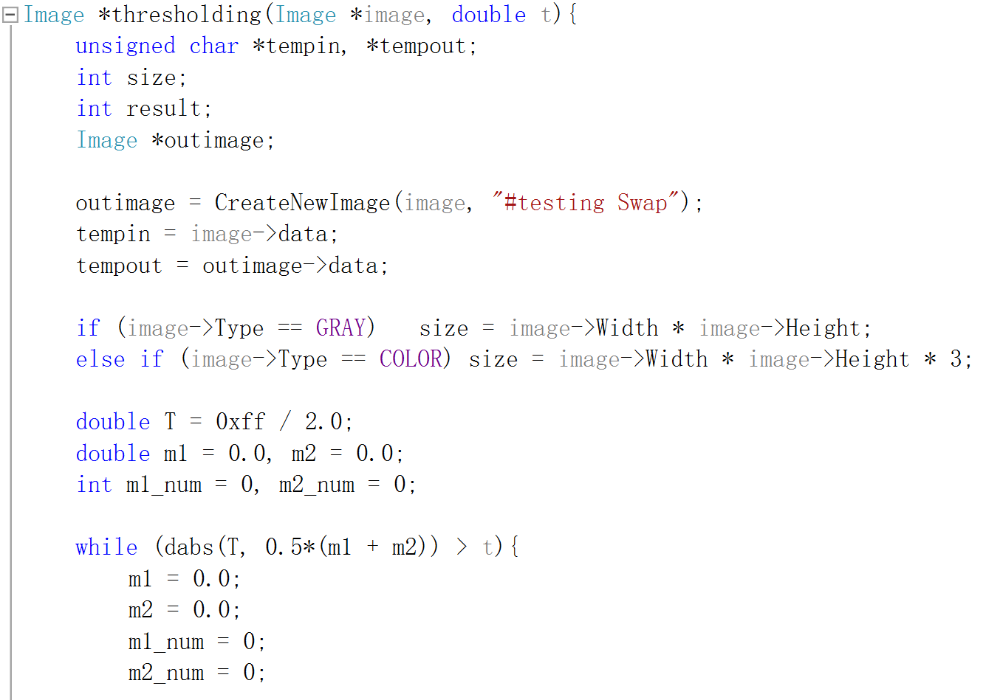 Image *thresholding(Image *image, double t){
unsigned char *tempin, *tempout;
int size;
int result;
Image *outimage;
outimage = CreateNewImage(image, "#testing Swap");
tempin = image->data;
tempout = outimage->data;
if (image->Type == GRAY)   size = image->Width * image->Height;
else if (image->Type == COLOR) size = image->Width * image->Height * 3;
double T = 0xff / 2.0;
double m1 = 0.0, m2 = 0.0;
int m1_num = 0, m2_num = 0;
while (dabs(T, 0.5*(m1 + m2)) > t){
m1 = 0.0;
m2 = 0.0;
m1_num = 0;
m2_num = 0;